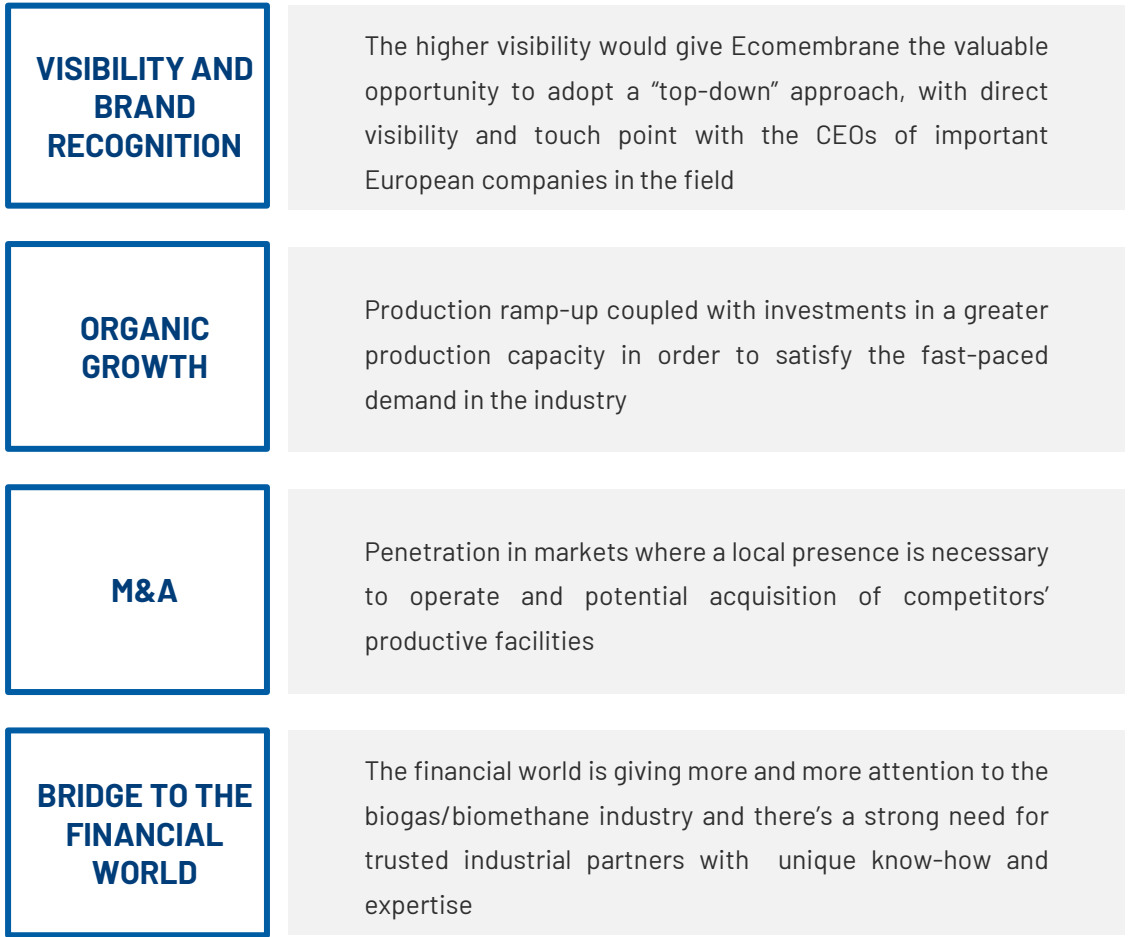 VISIBILITY AND
BRAND
RECOGNITION
The higher visibility would give Ecomembrane the valuable
opportunity to adopt a “top-down” approach, with direct
visibility and touch point with the CEOs of important
European companies in the field
ORGANIC
GROWTH
Production ramp-up coupled with investments in a greater
production capacity in order to satisfy the fast-paced
demand in the industry
M&A
Penetration in markets where a local presence is necessary
to operate and potential acquisition of competitors’
productive facilities
BRIDGE TO THE
FINANCIAL
WORLD
The financial world is giving more and more attention to the
biogas/biomethane industry and there’s a strong need for
trusted industrial partners with unique know-how and
expertise